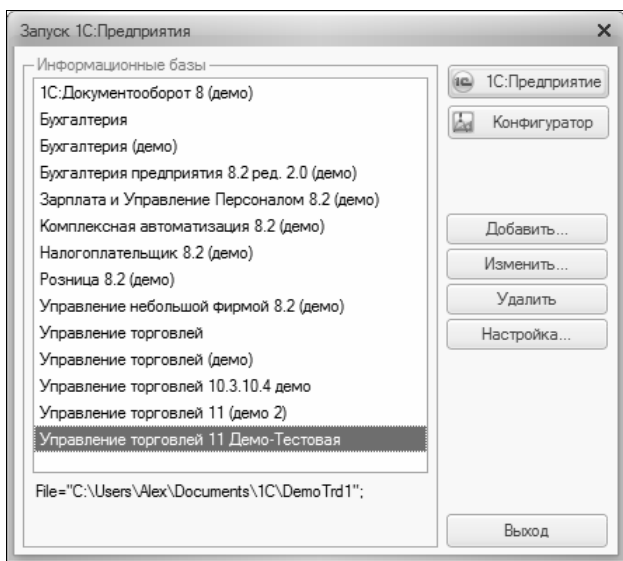 Запуск 1С:Предприятия
Информационные базы
1С:Документооборот 8 (демо)
Бухгалтерия
Бухгалтерия (демо)
Бухгалтерия предприятия 8.2 ред. 2.0 (демо)
Зарплата и Управление Персоналом 8.2 (демо)
Комплексная автоматизация 8.2 (демо)
Налогоплательщик 8.2 (демо)
Розница 8.2 (демо)
Управление небольшой фирмой 8.2 (демо)
Управление торговлей
Управление торговлей (демо)
Управление торговлей 10.3.10.4 демо
Управление торговлей 11 (демо 2)
Управление торговлей 11 Демо-Тестовая
File="C:\Users\Alex\Documents\1C\DemoTrd1";
1С:Предприятие
Конфигуратор
Добавить...
Изменить...
Удалить
Настройка...
Выход